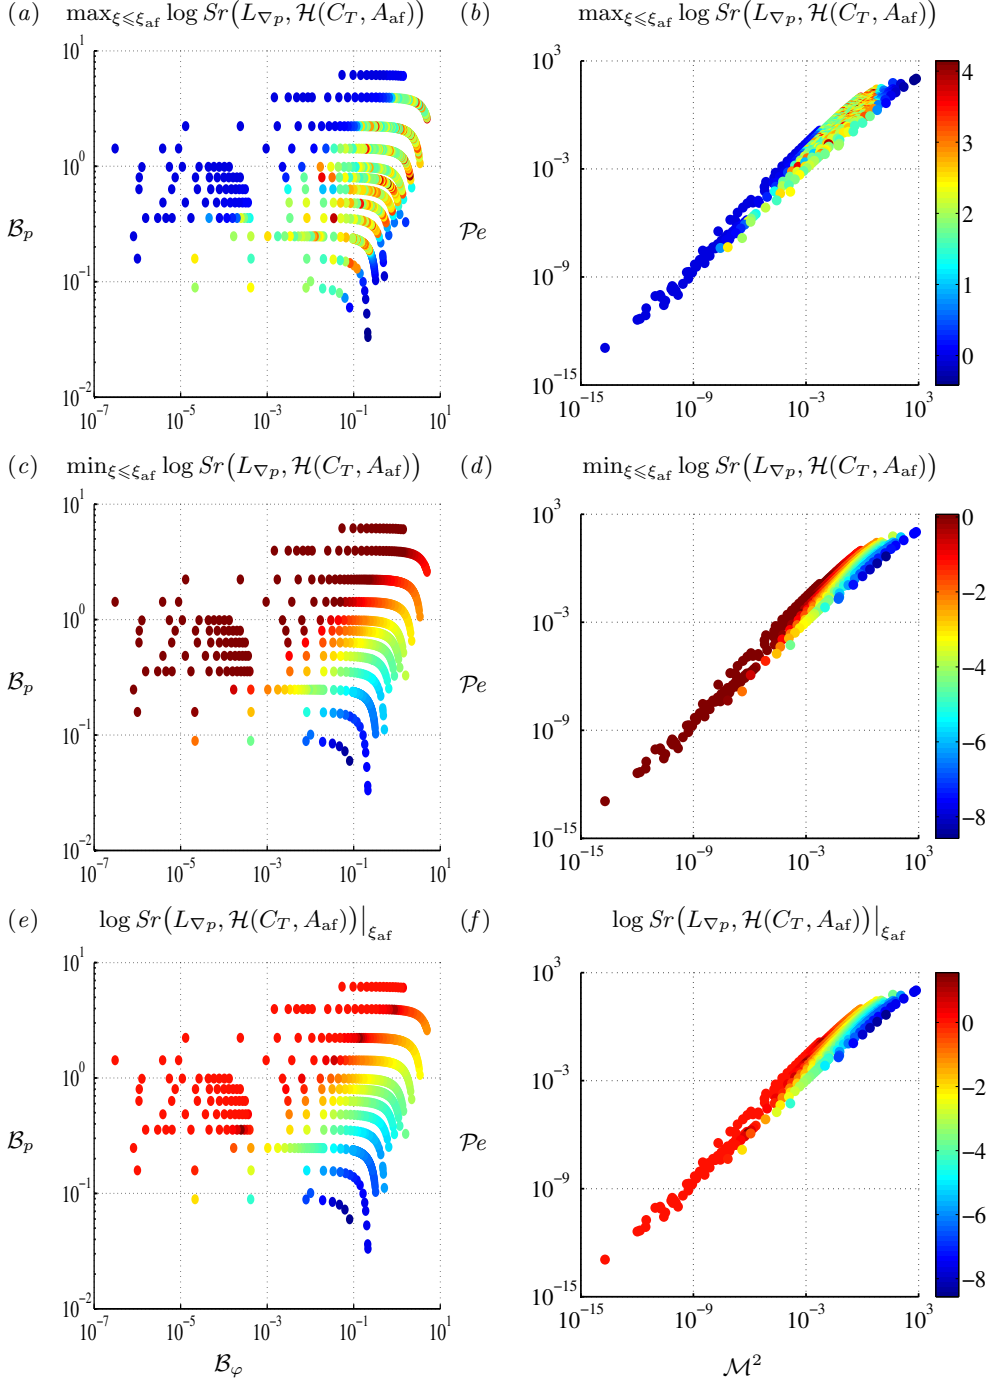 (a) max_{ξ⩽ξ_af} log Sr(L_{∇p}, ℋ(C_T, A_af)) (b) max_{ξ⩽ξ_af} log Sr(L_{∇p}, ℋ(C_T, A_af))
10^1
10^0
10^{-1}
10^{-2}
ℬ_p
10^{-7} 10^{-5} 10^{-3} 10^{-1} 10^1
10^3
10^{-3}
10^{-9}
10^{-15}
𝒫e
10^{-15} 10^{-9} 10^{-3} 10^3
4
3
2
1
0
(c) min_{ξ⩽ξ_af} log Sr(L_{∇p}, ℋ(C_T, A_af)) (d) min_{ξ⩽ξ_af} log Sr(L_{∇p}, ℋ(C_T, A_af))
10^1
10^0
10^{-1}
10^{-2}
ℬ_p
10^{-7} 10^{-5} 10^{-3} 10^{-1} 10^1
10^3
10^{-3}
10^{-9}
10^{-15}
𝒫e
10^{-15} 10^{-9} 10^{-3} 10^3
0
−2
−4
−6
−8
(e) log Sr(L_{∇p}, ℋ(C_T, A_af))|_{ξ_af} (f) log Sr(L_{∇p}, ℋ(C_T, A_af))|_{ξ_af}
10^1
10^0
10^{-1}
10^{-2}
ℬ_p
10^{-7} 10^{-5} 10^{-3} 10^{-1} 10^1
ℬ_φ
10^3
10^{-3}
10^{-9}
10^{-15}
𝒫e
10^{-15} 10^{-9} 10^{-3} 10^3
ℳ^2
0
−2
−4
−6
−8